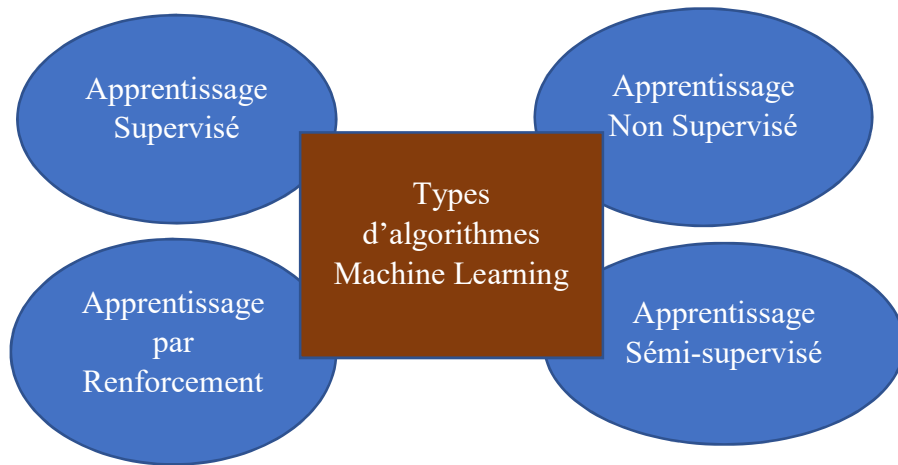 Apprentissage
Supervisé
Apprentissage
Non Supervisé
Types
d’algorithmes
Machine Learning
Apprentissage
par
Renforcement
Apprentissage
Sémi-supervisé